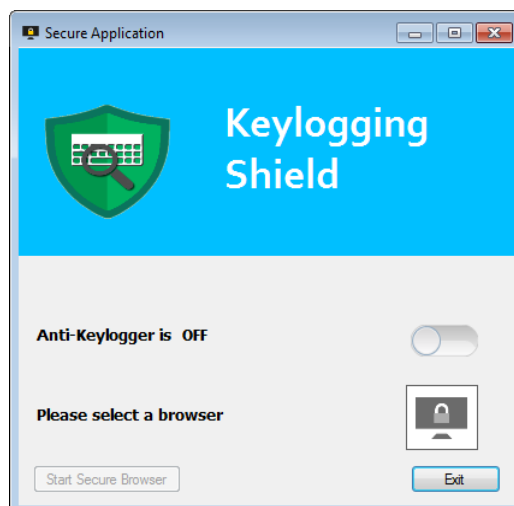 Secure Application
Keylogging
Shield
Anti-Keylogger is OFF
Please select a browser
Start Secure Browser
Exit